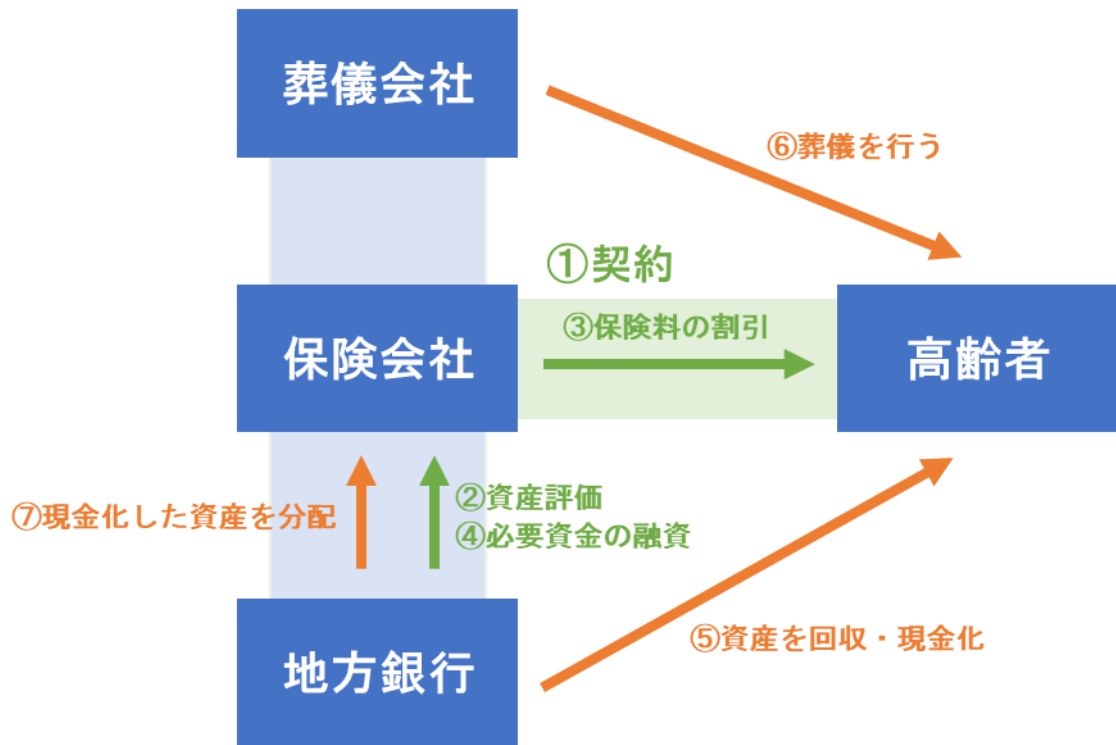 葬儀会社
⑥葬儀を行う
①契約
③保険料の割引
保険会社
高齢者
⑦現金化した資産を分配
②資産評価
④必要資金の融資
⑤資産を回収・現金化
地方銀行